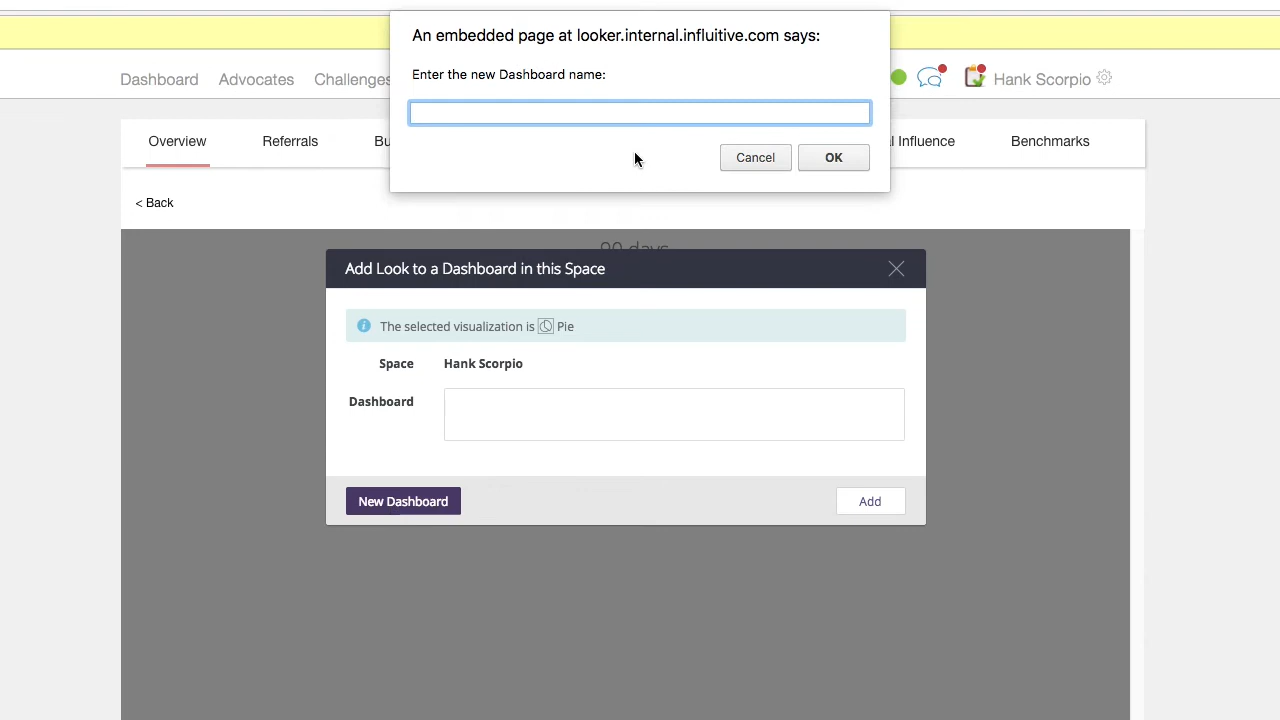 An embedded page at looker.internal.influitive.com says:
Enter the new Dashboard name:
Cancel
OK
Dashboard
Advocates
Challenges
Hank Scorpio
Overview
Referrals
Bu
l Influence
Benchmarks
< Back
90 days
Add Look to a Dashboard in this Space
The selected visualization is Pie
Space Hank Scorpio
Dashboard
New Dashboard
Add